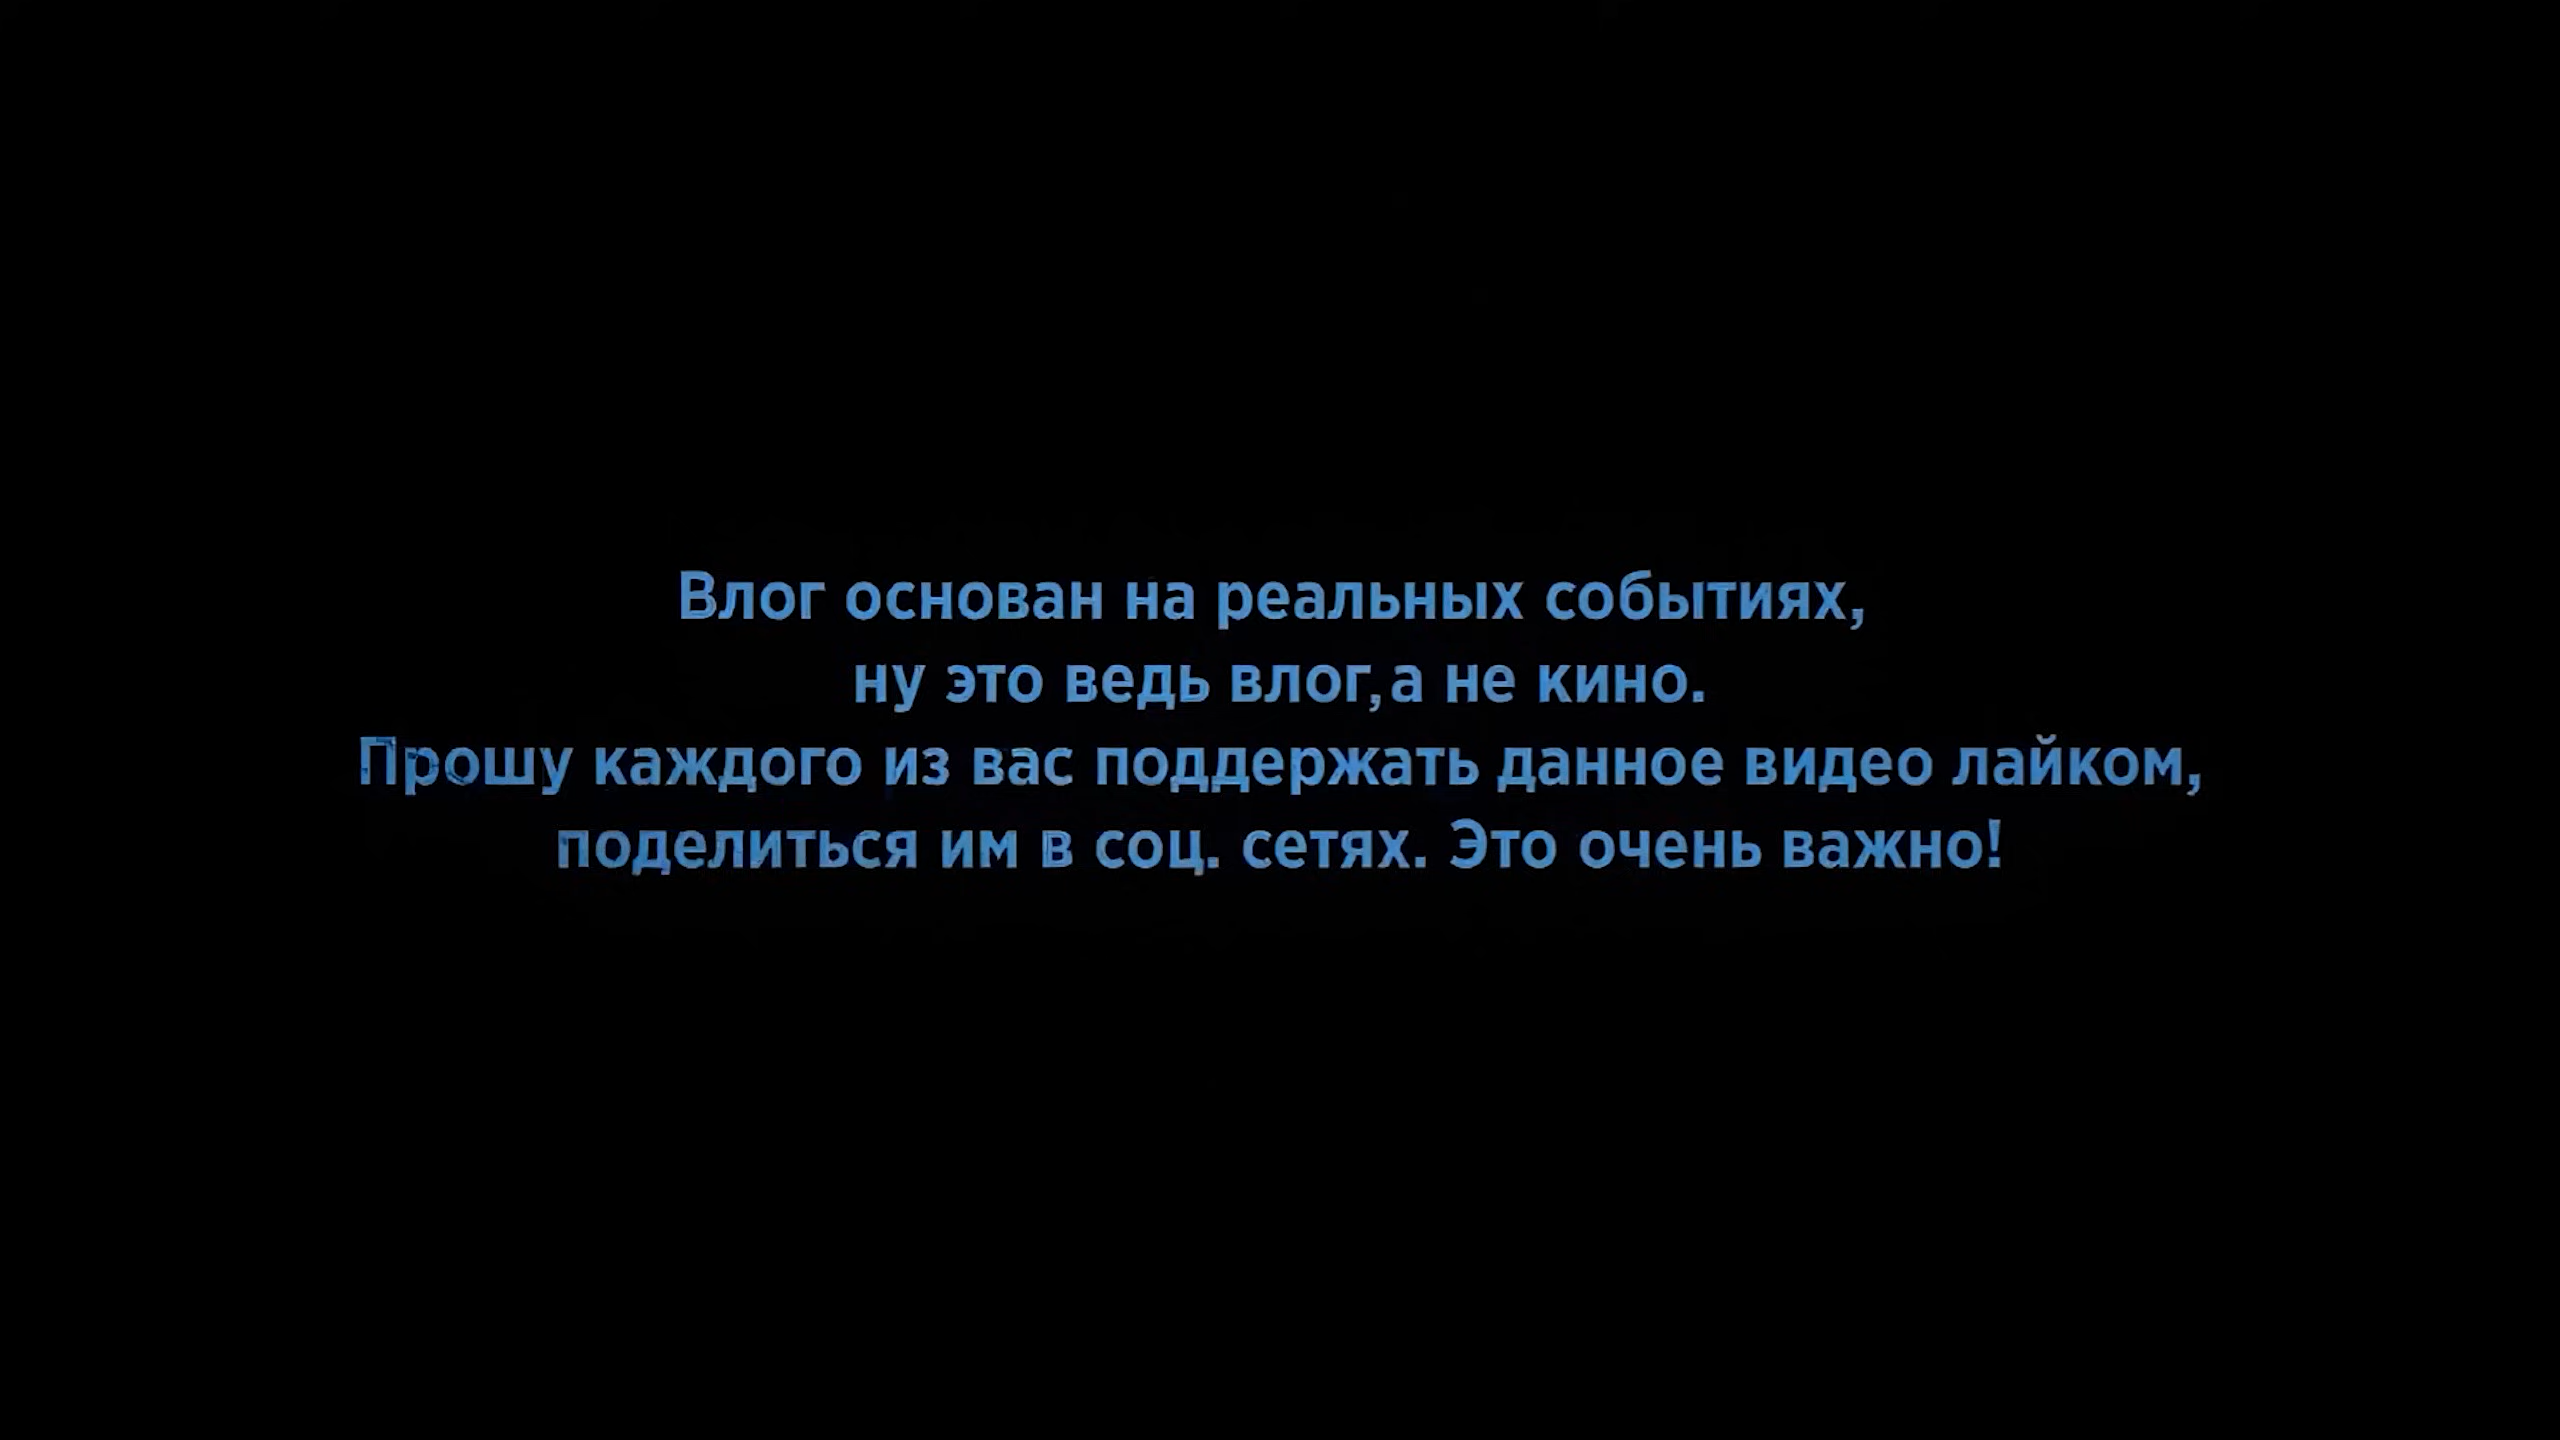 Влог основан на реальных событиях,
ну это ведь влог,а не кино.
Прошу каждого из вас поддержать данное видео лайком,
поделиться им в соц. сетях. Это очень важно!